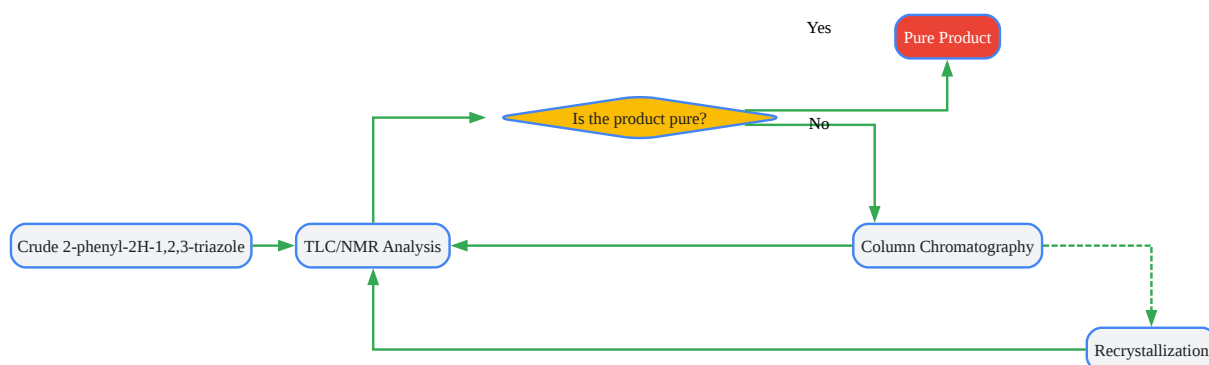 Yes
Pure Product
Is the product pure?
No
Crude 2-phenyl-2H-1,2,3-triazole
TLC/NMR Analysis
Column Chromatography
Recrystallization